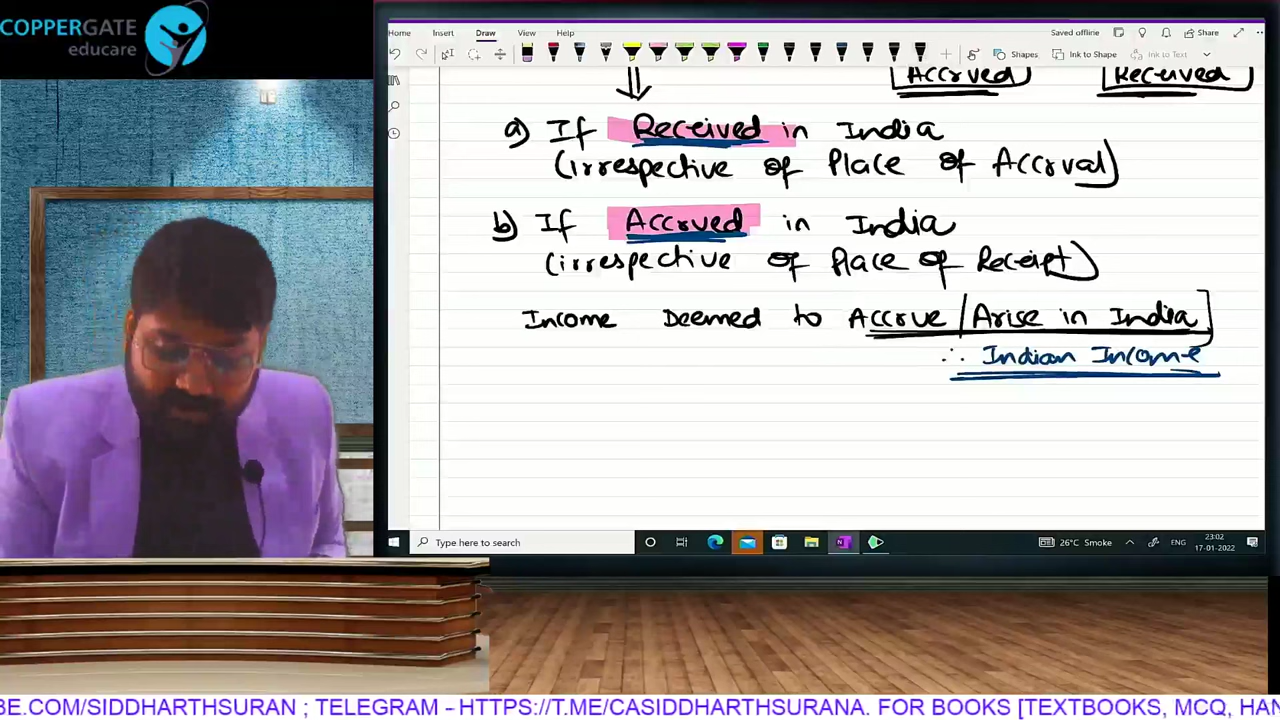 COPPERGATE
educare
Home Insert Draw View Help
Saved offline
Share
Shapes
Ink to Shape
Ink to Text
Accrued Received
a) If Received in India
(irrespective of Place of Accrual)
b) If Accrued in India
(irrespective of Place of Receipt)
Income Deemed to Accrue / Arise in India
∴ Indian Income
Type here to search
26°C Smoke
ENG
23:02
17-01-2022
BE.COM/SIDDHARTHSURAN ; TELEGRAM - HTTPS://T.ME/CASIDDHARTHSURANA. FOR BOOKS [TEXTBOOKS, MCQ, HAN